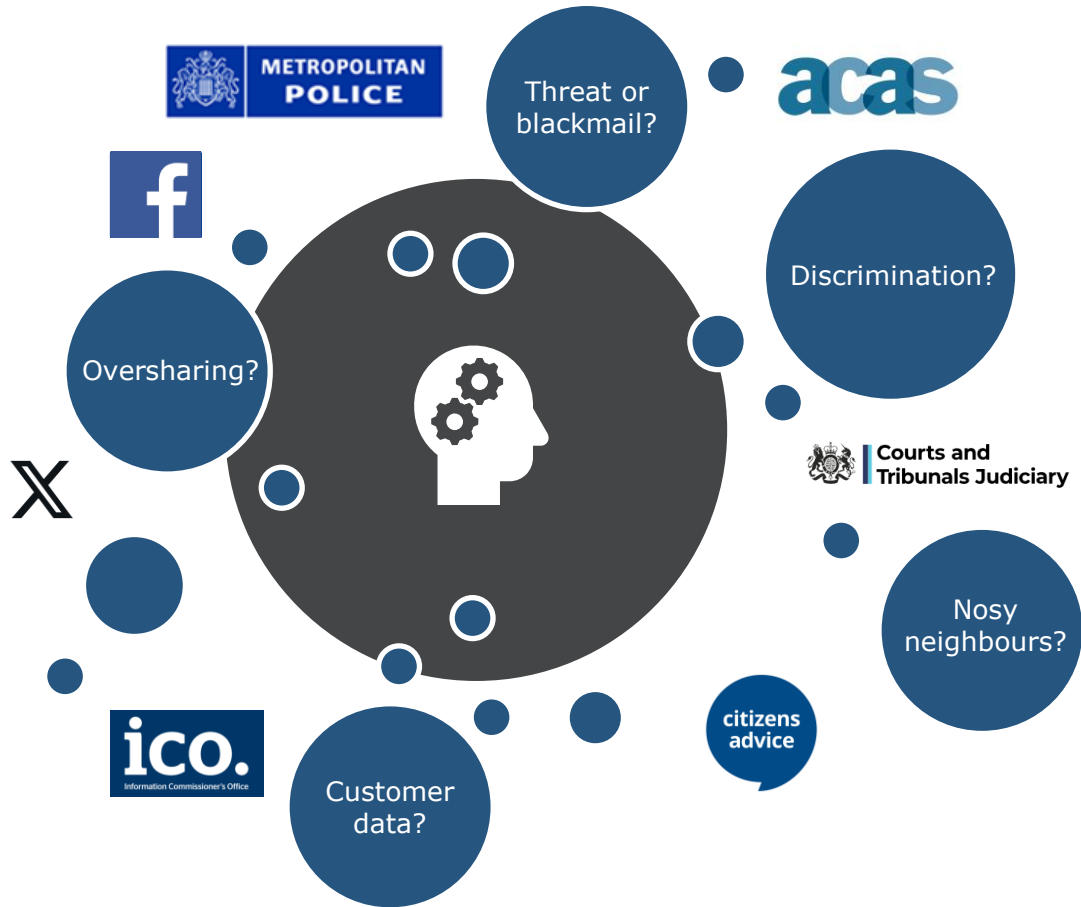 METROPOLITAN
POLICE
Threat or
blackmail?
acas
f
Discrimination?
Oversharing?
X
Courts and
Tribunals Judiciary
Nosy
neighbours?
ico.
Information Commissioner's Office
citizens
advice
Customer
data?